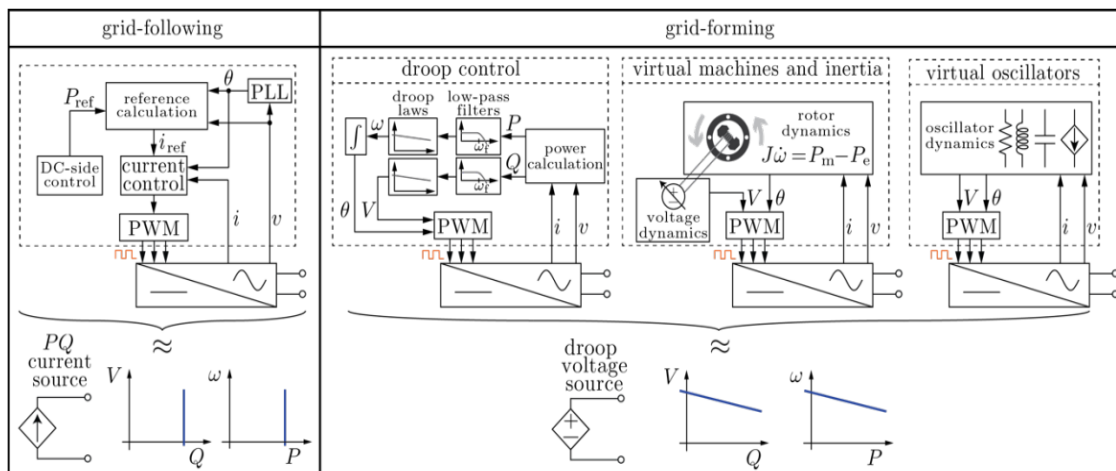 grid-following
θ
PLL
P_ref
reference
calculation
i_ref
DC-side
control
current
control
PWM
i
v
≈
PQ
current
source
V
Q
ω
P
grid-forming
droop control
droop
laws
low-pass
filters
∫
ω
P
ω_f
power
calculation
Q
ω_f
θ
V
PWM
i
v
virtual machines and inertia
rotor
dynamics
Jω̇ = P_m − P_e
voltage
dynamics
V
θ
PWM
i
v
virtual oscillators
oscillator
dynamics
V
θ
PWM
i
v
≈
droop
voltage
source
V
Q
ω
P